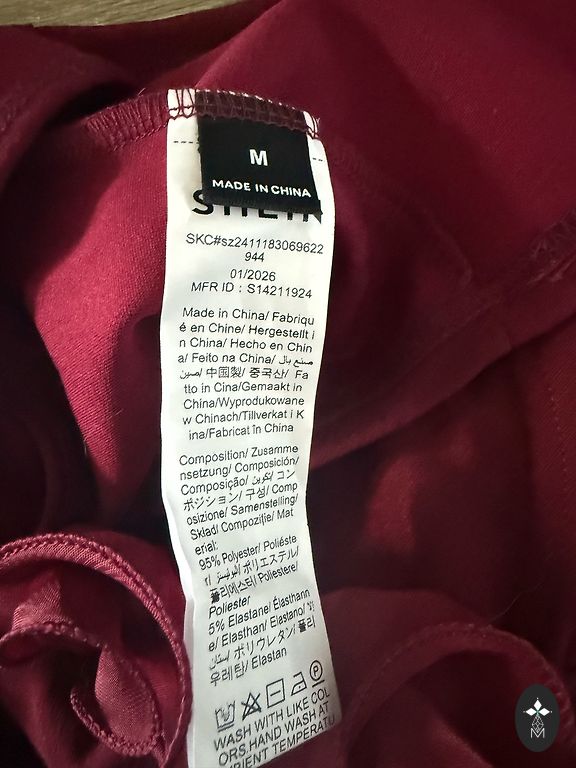 M
MADE IN CHINA
SHEIN
SKC#sz2411183069622
944
01/2026
MFR ID : S14211924
Made in China/ Fabriqu
é en Chine/ Hergestellt i
n China/ Hecho en Chin
a/ Feito na China/ صنع بال
صين/ 中国製/ 중국산/ Fa
tto in Cina/Gemaakt in
China/Wyprodukowane
w Chinach/Tillverkat i K
ina/Fabricat în China
Composition/ Zusamme
nsetzung/ Composición/
Composição/ تكوين/ コン
ポジション/ 구성/ Comp
osizione/ Samenstelling/
Skład/ Compoziție/ Mat
erial:
95% Polyester/ Poliéste
r/ البوليستر/ ポリエステル/
폴리에스터/ Poliestere/
Poliester
5% Elastane/ Élasthann
e/ Elasthan/ Elastano/
ポリウレタン/ 폴리
우레탄/ Elastan
WASH WITH LIKE COL
ORS,HAND WASH AT